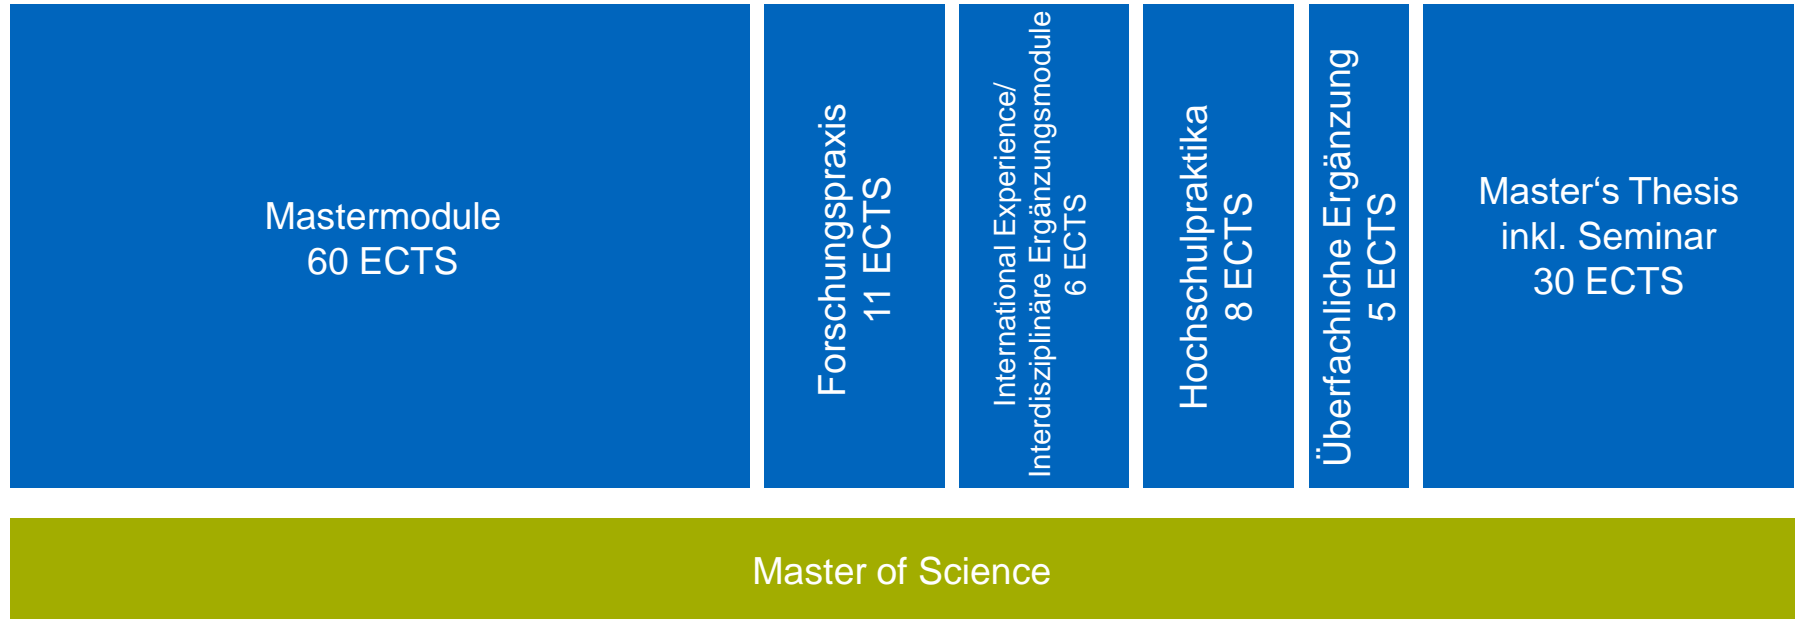 Mastermodule
60 ECTS
Forschungspraxis
11 ECTS
International Experience/
Interdisziplinäre Ergänzungsmodule
6 ECTS
Hochschulpraktika
8 ECTS
Überfachliche Ergänzung
5 ECTS
Master‘s Thesis
inkl. Seminar
30 ECTS
Master of Science